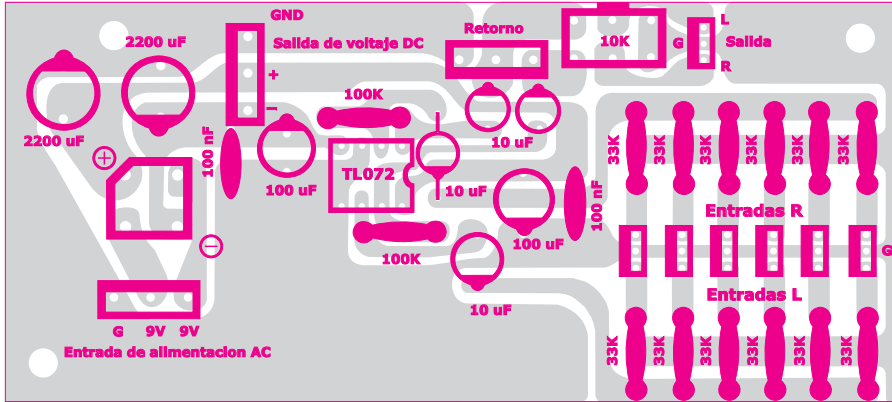 GND
2200 uF
Salida de voltaje DC
+
−
Retorno
10K
L
G
Salida
R
2200 uF
100K
100 nF
10 uF
33K
33K
33K
33K
33K
33K
+
100 uF
TL072
10 uF
100 nF
Entradas R
100 uF
G
−
100K
Entradas L
10 uF
G 9V 9V
Entrada de alimentacion AC
33K
33K
33K
33K
33K
33K